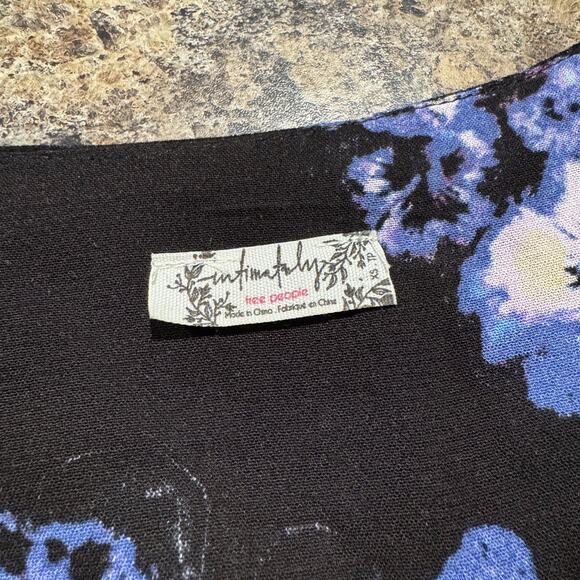 intimately
free people
Made in China . Fabriqué en Chine
XS TP